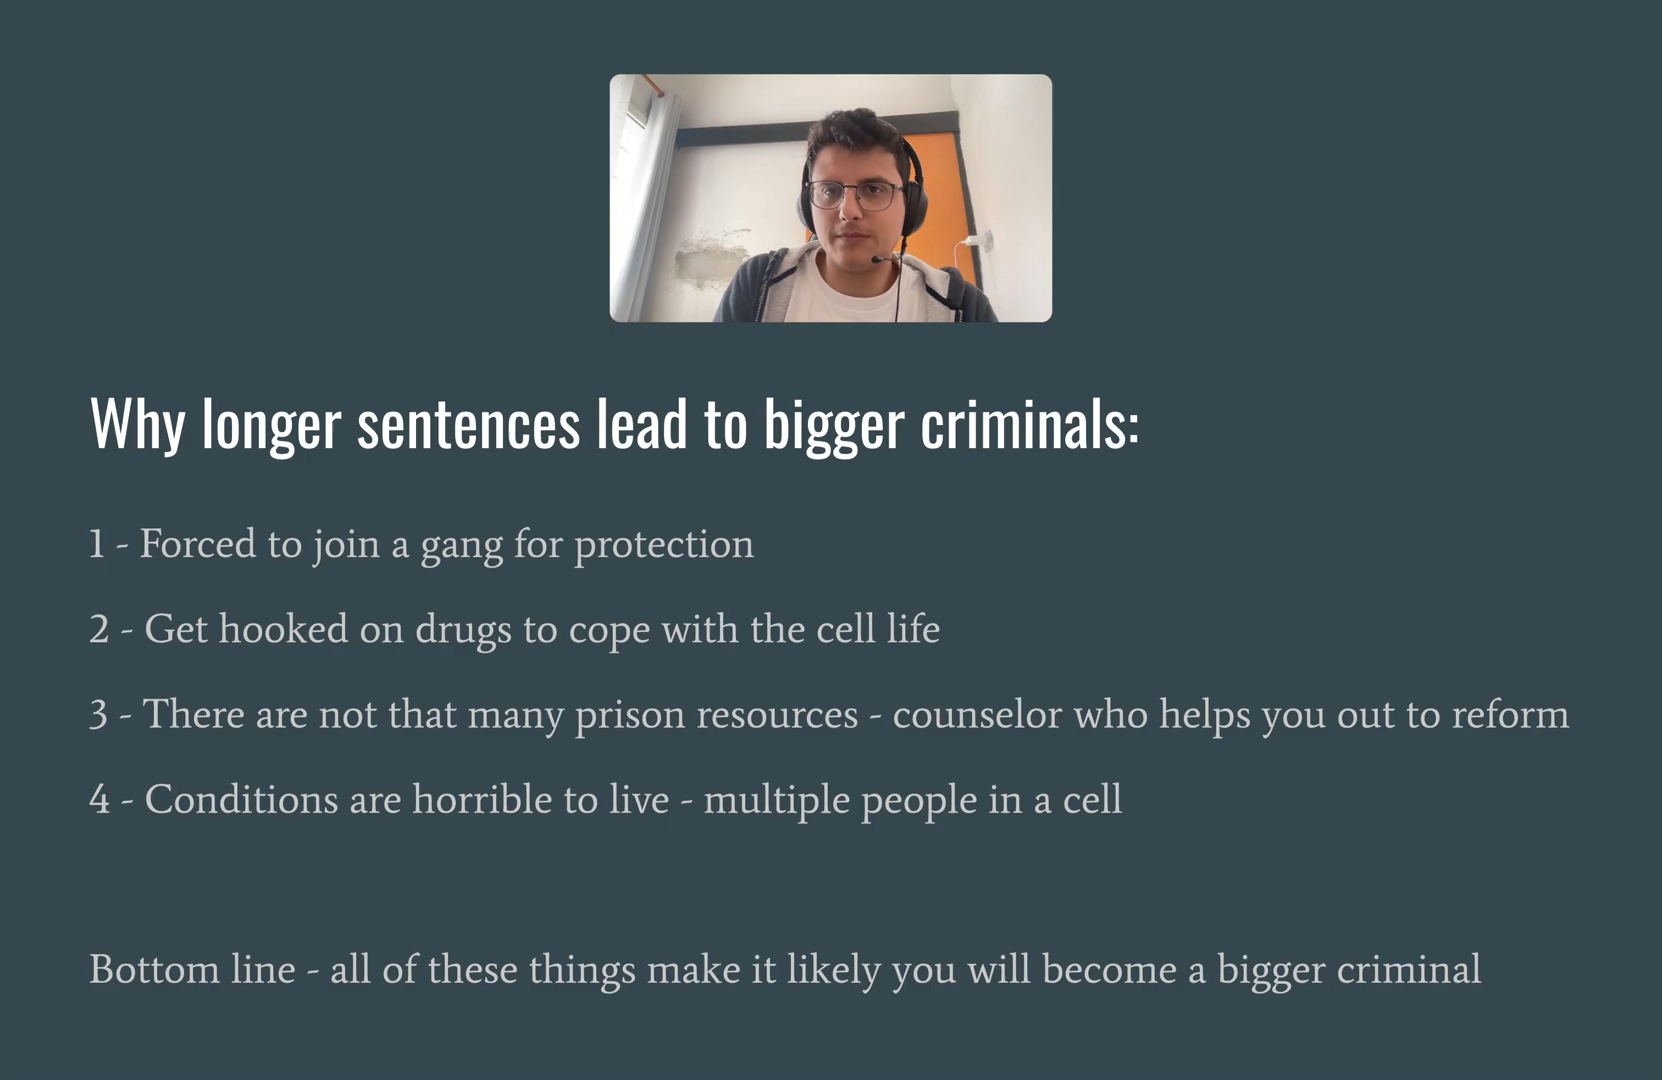 Why longer sentences lead to bigger criminals:
1 - Forced to join a gang for protection
2 - Get hooked on drugs to cope with the cell life
3 - There are not that many prison resources - counselor who helps you out to reform
4 - Conditions are horrible to live - multiple people in a cell
Bottom line - all of these things make it likely you will become a bigger criminal